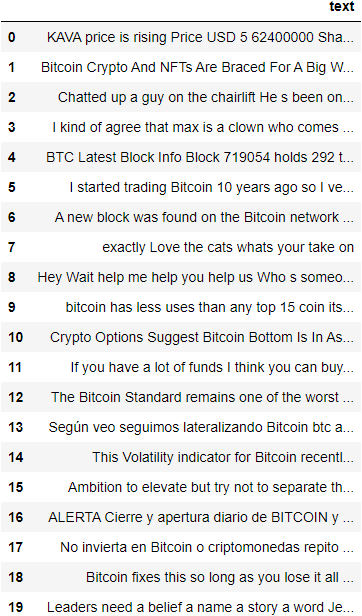 text
0 KAVA price is rising Price USD 5 62400000 Sha...
1 Bitcoin Crypto And NFTs Are Braced For A Big W...
2 Chatted up a guy on the chairlift He s been on...
3 I kind of agree that max is a clown who comes ...
4 BTC Latest Block Info Block 719054 holds 292 t...
5 I started trading Bitcoin 10 years ago so I ve...
6 A new block was found on the Bitcoin network ...
7 exactly Love the cats whats your take on
8 Hey Wait help me help you help us Who s someo...
9 bitcoin has less uses than any top 15 coin its...
10 Crypto Options Suggest Bitcoin Bottom Is In As...
11 If you have a lot of funds I think you can buy...
12 The Bitcoin Standard remains one of the worst ...
13 Según veo seguimos lateralizando Bitcoin btc a...
14 This Volatility indicator for Bitcoin recentl...
15 Ambition to elevate but try not to separate th...
16 ALERTA Cierre y apertura diario de BITCOIN y ...
17 No invierta en Bitcoin o criptomonedas repito ...
18 Bitcoin fixes this so long as you lose it all ...
19 Leaders need a belief a name a story a word Je...